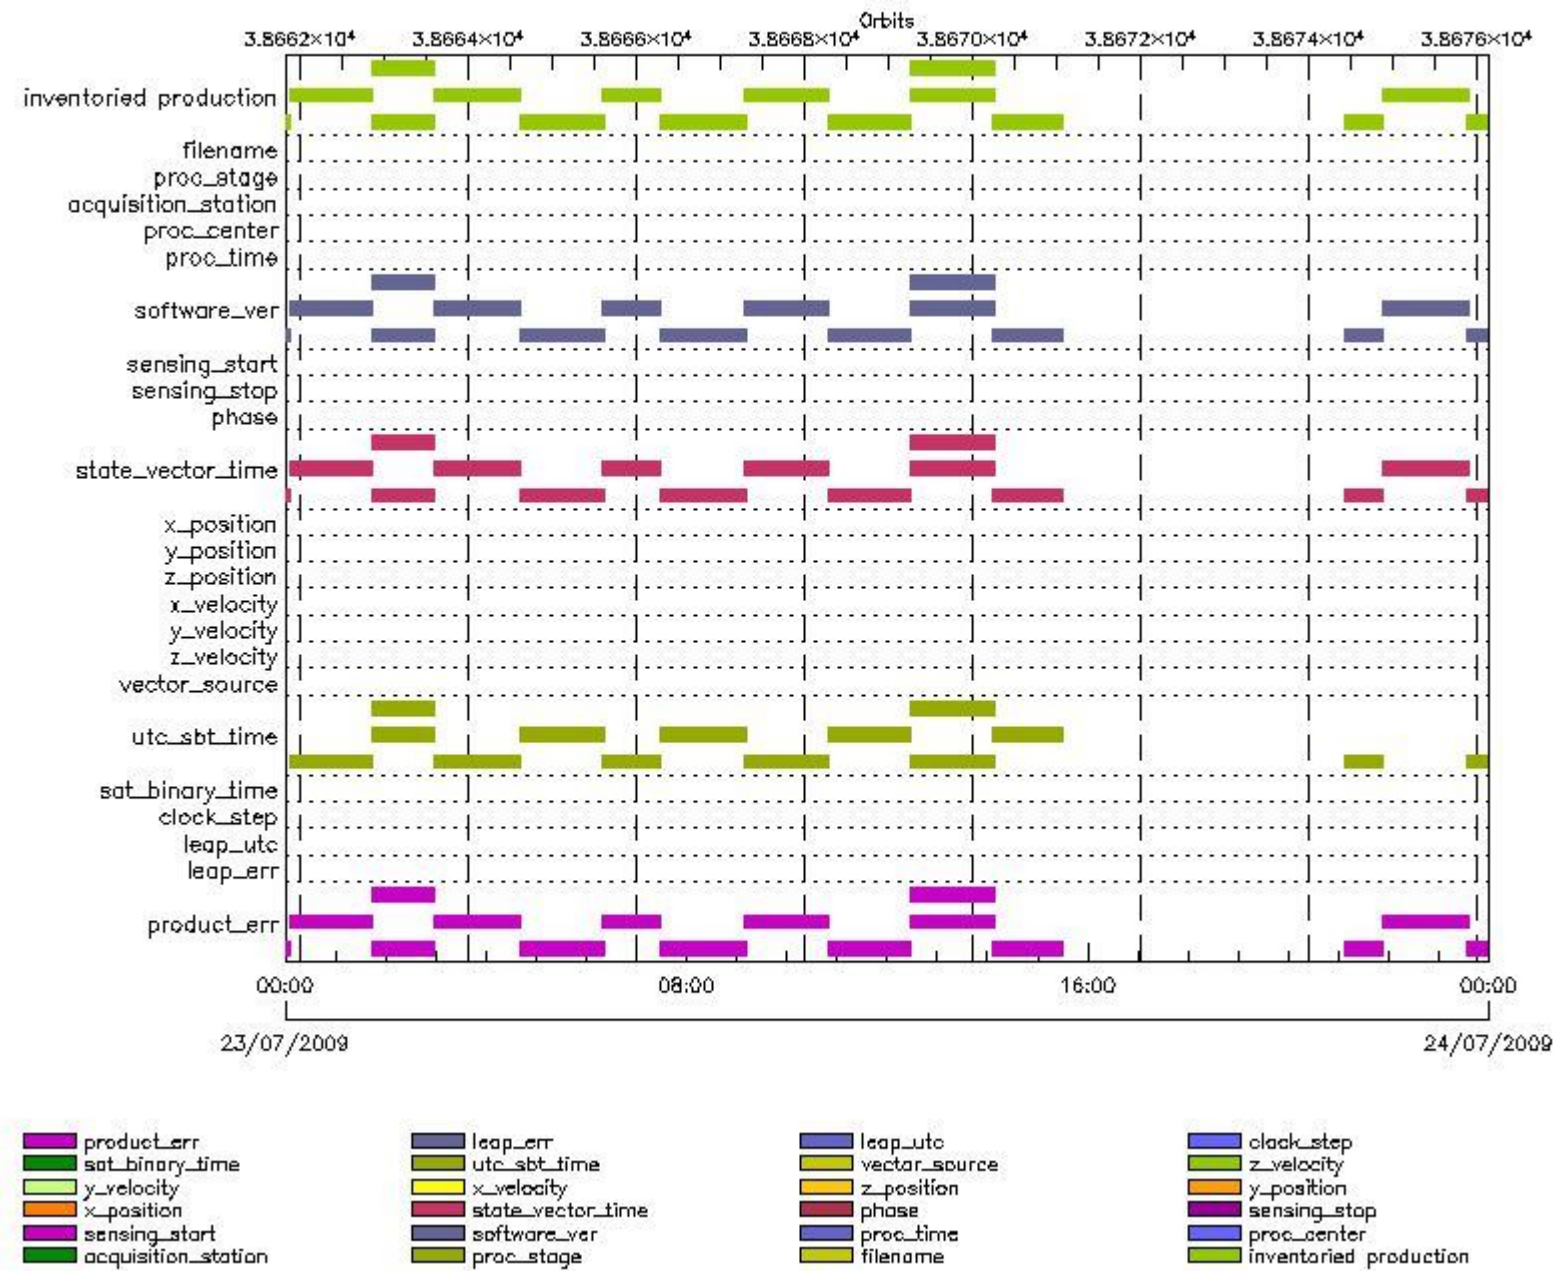 Orbits
3.8662×10⁴ 3.8664×10⁴ 3.8666×10⁴ 3.8668×10⁴ 3.8670×10⁴ 3.8672×10⁴ 3.8674×10⁴ 3.8676×10⁴
inventoried production
filename
proc_stage
acquisition_station
proc_center
proc_time
software_ver
sensing_start
sensing_stop
phase
state_vector_time
x_position
y_position
z_position
x_velocity
y_velocity
z_velocity
vector_source
utc_sbt_time
sat_binary_time
clock_step
leap_utc
leap_err
product_err
00:00 08:00 16:00 00:00
23/07/2009 24/07/2009
product_err leap_err leap_utc clock_step
sat_binary_time utc_sbt_time vector_source z_velocity
y_velocity x_velocity z_position y_position
x_position state_vector_time phase sensing_stop
sensing_start software_ver proc_time proc_center
acquisition_station proc_stage filename inventoried production